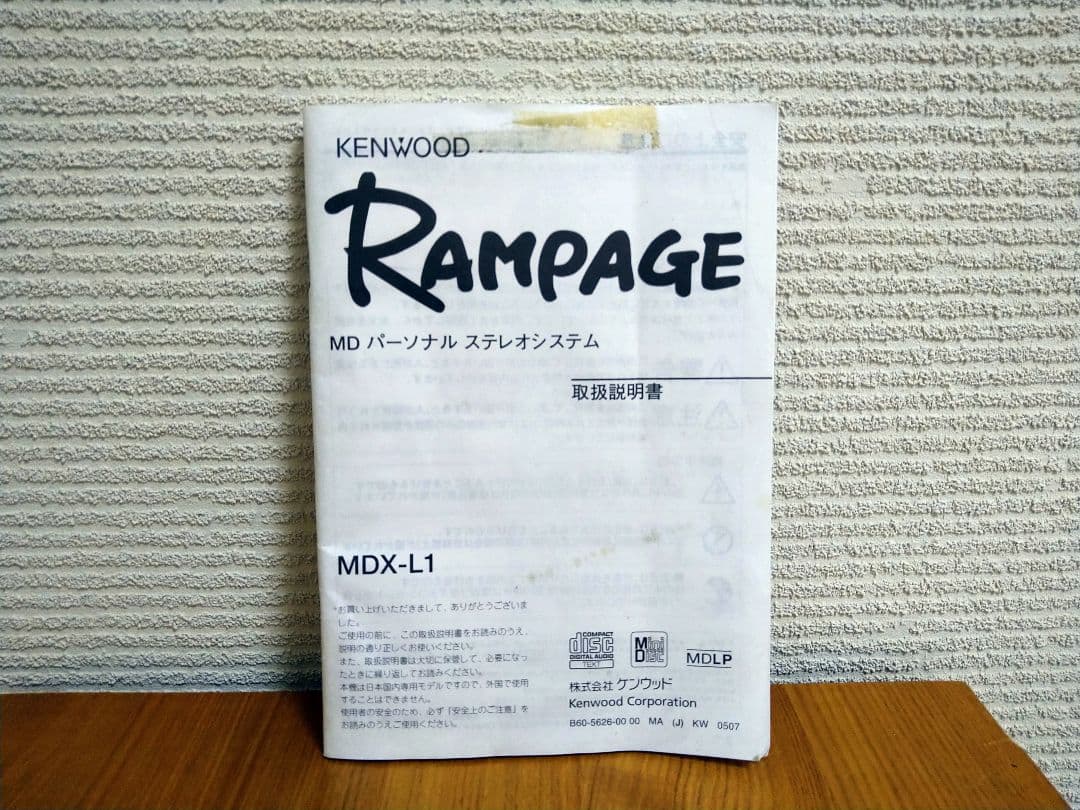 KENWOOD
RAMPAGE
MD パーソナル ステレオシステム
取扱説明書
MDX-L1
お買い上げいただきまして、ありがとうございま
した。
ご使用の前に、この取扱説明書をお読みのうえ、
説明の通り正しくお使いください。
また、取扱説明書は大切に保管して、必要になっ
たときに繰り返してお読みください。
本機は日本国内専用モデルですので、外国で使用
することはできません。
使用者の安全のため、必ず「安全上のご注意」を
お読みのうえご使用ください。
COMPACT
disc
DIGITAL AUDIO
TEXT
Mini
Disc
MDLP
株式会社 ケンウッド
Kenwood Corporation
B60-5626-00 00 MA (J) KW 0507